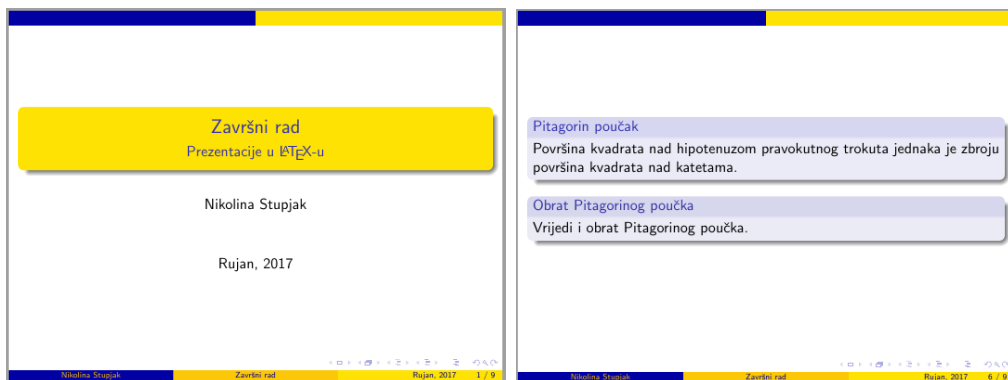 Završni rad
Prezentacije u LATEX-u
Nikolina Stupjak
Rujan, 2017
Nikolina Stupjak Završni rad Rujan, 2017 1 / 9
Pitagorin poučak
Površina kvadrata nad hipotenuzom pravokutnog trokuta jednaka je zbroju
površina kvadrata nad katetama.
Obrat Pitagorinog poučka
Vrijedi i obrat Pitagorinog poučka.
Nikolina Stupjak Završni rad Rujan, 2017 6 / 9